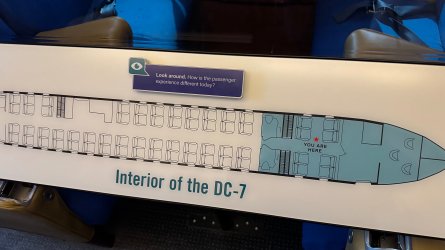 Look around. How is the passenger
experience different today?
YOU ARE
HERE
Interior of the DC-7